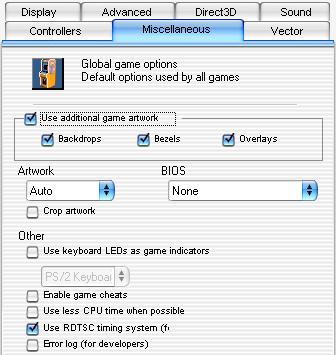 Display Advanced Direct3D Sound
Controllers Miscellaneous Vector
Global game options
Default options used by all games
Use additional game artwork
Backdrops Bezels Overlays
Artwork BIOS
Auto None
Crop artwork
Other
Use keyboard LEDs as game indicators
PS/2 Keyboar
Enable game cheats
Use less CPU time when possible
Use RDTSC timing system (f
Error log (for developers)